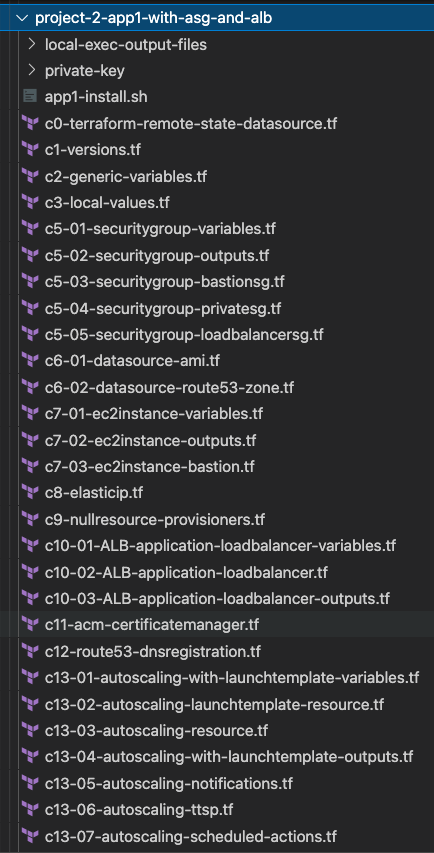 project-2-app1-with-asg-and-alb
local-exec-output-files
private-key
app1-install.sh
c0-terraform-remote-state-datasource.tf
c1-versions.tf
c2-generic-variables.tf
c3-local-values.tf
c5-01-securitygroup-variables.tf
c5-02-securitygroup-outputs.tf
c5-03-securitygroup-bastionsg.tf
c5-04-securitygroup-privatesg.tf
c5-05-securitygroup-loadbalancersg.tf
c6-01-datasource-ami.tf
c6-02-datasource-route53-zone.tf
c7-01-ec2instance-variables.tf
c7-02-ec2instance-outputs.tf
c7-03-ec2instance-bastion.tf
c8-elasticip.tf
c9-nullresource-provisioners.tf
c10-01-ALB-application-loadbalancer-variables.tf
c10-02-ALB-application-loadbalancer.tf
c10-03-ALB-application-loadbalancer-outputs.tf
c11-acm-certificatemanager.tf
c12-route53-dnsregistration.tf
c13-01-autoscaling-with-launchtemplate-variables.tf
c13-02-autoscaling-launchtemplate-resource.tf
c13-03-autoscaling-resource.tf
c13-04-autoscaling-with-launchtemplate-outputs.tf
c13-05-autoscaling-notifications.tf
c13-06-autoscaling-ttsp.tf
c13-07-autoscaling-scheduled-actions.tf